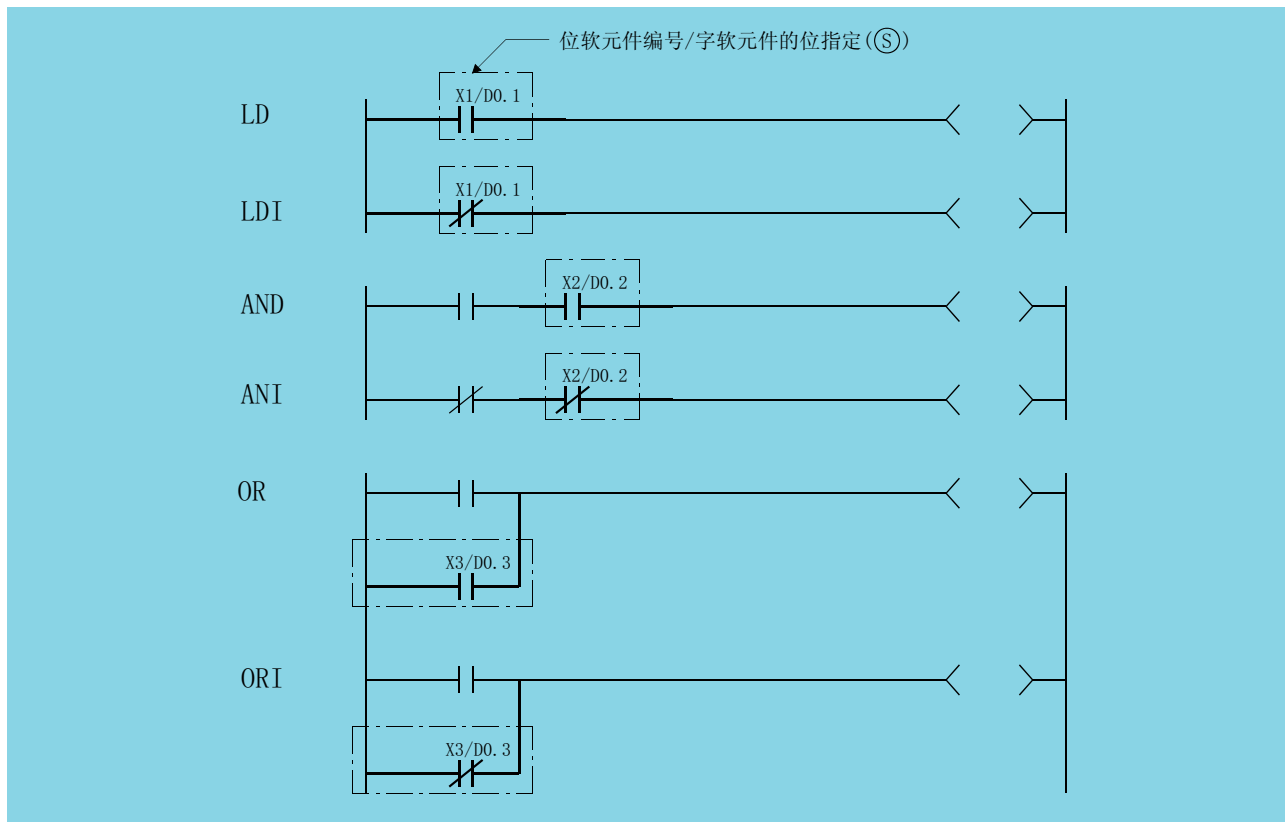 位软元件编号/字软元件的位指定(Ⓢ)
LD
X1/D0.1
LDI
X1/D0.1
AND
X2/D0.2
ANI
X2/D0.2
OR
X3/D0.3
ORI
X3/D0.3